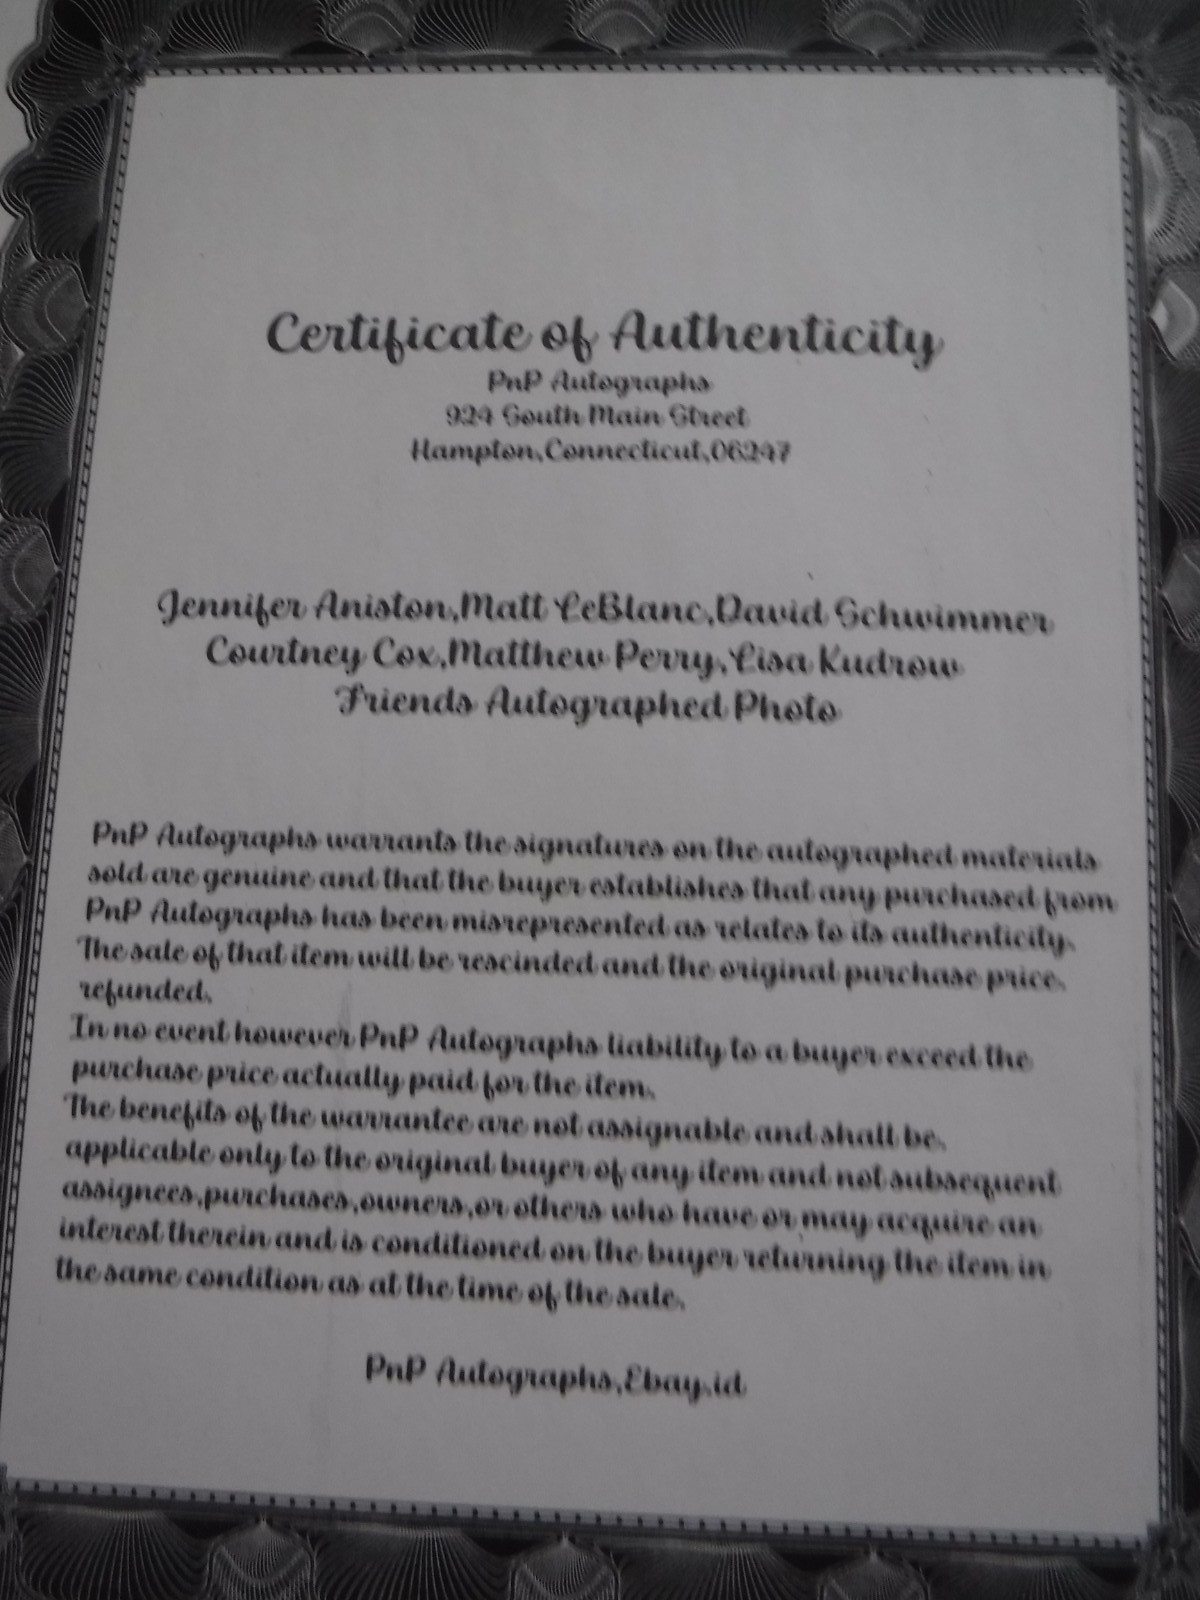 Certificate of Authenticity
PnP Autographs
924 South Main Street
Hampton,Connecticut,06247
Jennifer Aniston,Matt LeBlanc,David Schwimmer
Courtney Cox,Matthew Perry,Lisa Kudrow
Friends Autographed Photo
PnP Autographs warrants the signatures on the autographed materials
sold are genuine and that the buyer establishes that any purchased from
PnP Autographs has been misrepresented as relates to its authenticity.
The sale of that item will be rescinded and the original purchase price.
refunded.
In no event however PnP Autographs liability to a buyer exceed the
purchase price actually paid for the item.
The benefits of the warrantee are not assignable and shall be.
applicable only to the original buyer of any item and not subsequent
assignees,purchases,owners,or others who have or may acquire an
interest therein and is conditioned on the buyer returning the item in
the same condition as at the time of the sale.
PnP Autographs,Ebay.id